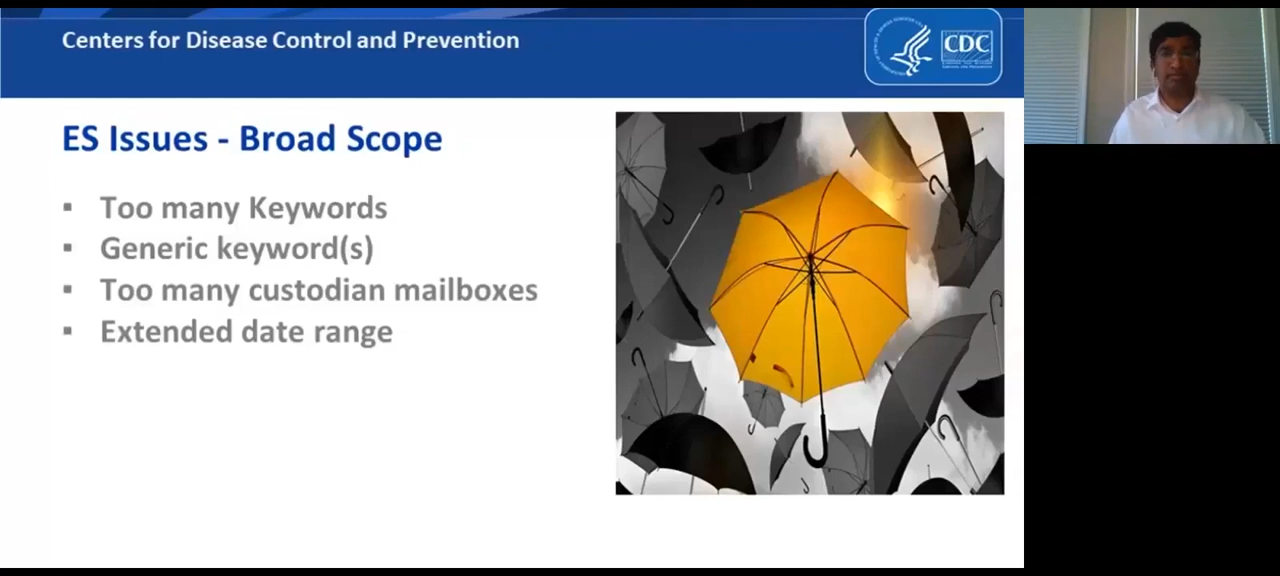 Centers for Disease Control and Prevention
CDC
ES Issues - Broad Scope
▪ Too many Keywords
▪ Generic keyword(s)
▪ Too many custodian mailboxes
▪ Extended date range